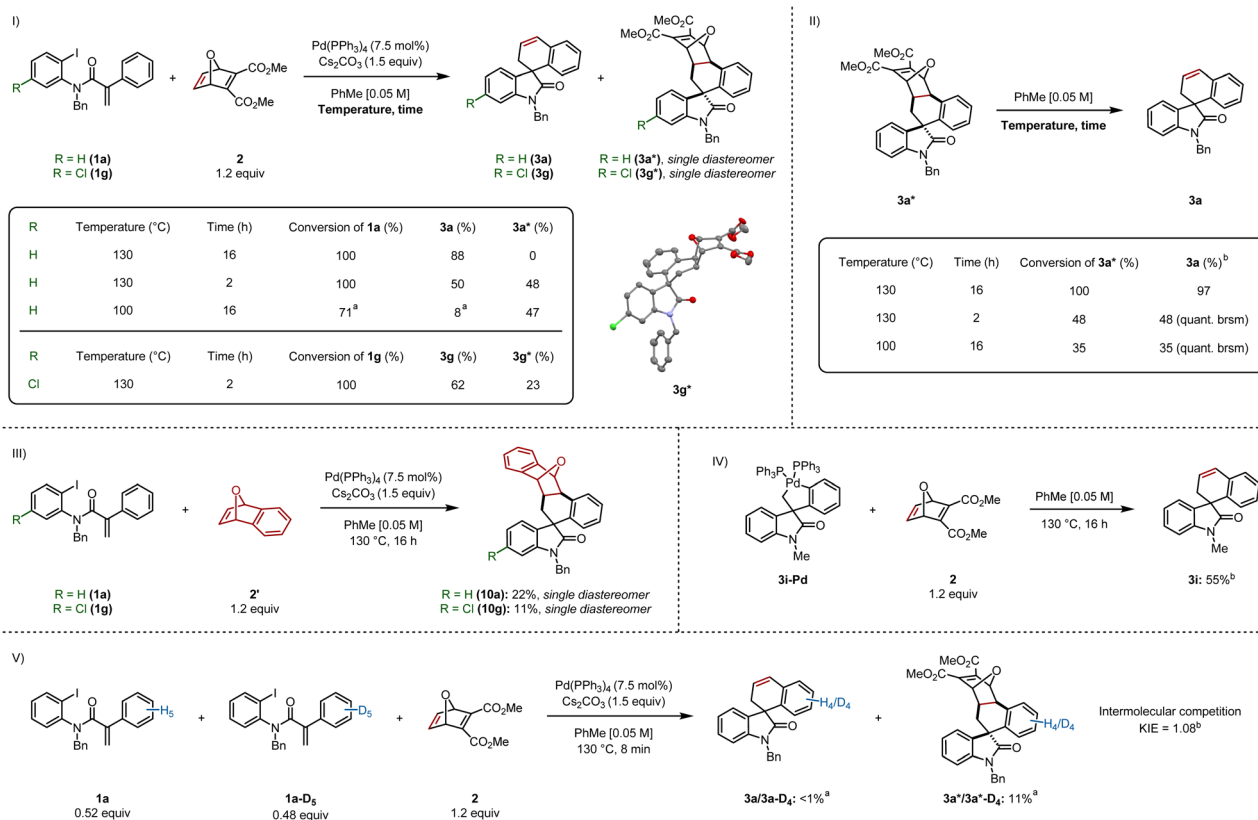 I)
I
O
R
N
Bn
+
O
CO₂Me
CO₂Me
Pd(PPh₃)₄ (7.5 mol%)
Cs₂CO₃ (1.5 equiv)
PhMe [0.05 M]
Temperature, time
R
O
N
Bn
+
MeO₂C
MeO₂C
O
R
O
N
Bn
R = H (1a)
R = Cl (1g)
2
1.2 equiv
R = H (3a)
R = Cl (3g)
R = H (3a*), single diastereomer
R = Cl (3g*), single diastereomer
R Temperature (°C) Time (h) Conversion of 1a (%) 3a (%) 3a* (%)
H 130 16 100 88 0
H 130 2 100 50 48
H 100 16 71ᵃ 8ᵃ 47
R Temperature (°C) Time (h) Conversion of 1g (%) 3g (%) 3g* (%)
Cl 130 2 100 62 23
3g*
II)
MeO₂C
MeO₂C
O
O
N
Bn
PhMe [0.05 M]
Temperature, time
O
N
Bn
3a*
3a
Temperature (°C) Time (h) Conversion of 3a* (%) 3a (%)ᵇ
130 16 100 97
130 2 48 48 (quant. brsm)
100 16 35 35 (quant. brsm)
III)
I
O
R
N
Bn
+
O
Pd(PPh₃)₄ (7.5 mol%)
Cs₂CO₃ (1.5 equiv)
PhMe [0.05 M]
130 °C, 16 h
O
R
O
N
Bn
R = H (1a)
R = Cl (1g)
2'
1.2 equiv
R = H (10a): 22%, single diastereomer
R = Cl (10g): 11%, single diastereomer
IV)
Ph₃P
PPh₃
Pd
O
N
Me
+
O
CO₂Me
CO₂Me
PhMe [0.05 M]
130 °C, 16 h
O
N
Me
3i-Pd
2
1.2 equiv
3i: 55%ᵇ
V)
I
O
H₅
N
Bn
+
I
O
D₅
N
Bn
+
O
CO₂Me
CO₂Me
Pd(PPh₃)₄ (7.5 mol%)
Cs₂CO₃ (1.5 equiv)
PhMe [0.05 M]
130 °C, 8 min
H₄/D₄
O
N
Bn
+
MeO₂C
MeO₂C
O
H₄/D₄
O
N
Bn
Intermolecular competition
KIE = 1.08ᵇ
1a
0.52 equiv
1a-D₅
0.48 equiv
2
1.2 equiv
3a/3a-D₄: <1%ᵃ
3a*/3a*-D₄: 11%ᵃ